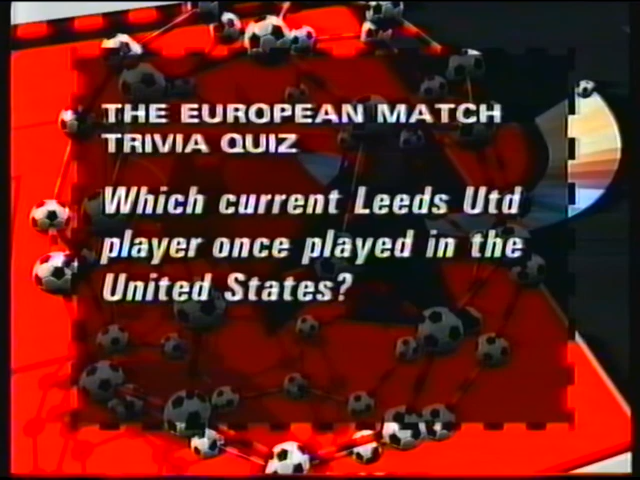 THE EUROPEAN MATCH
TRIVIA QUIZ
Which current Leeds Utd
player once played in the
United States?